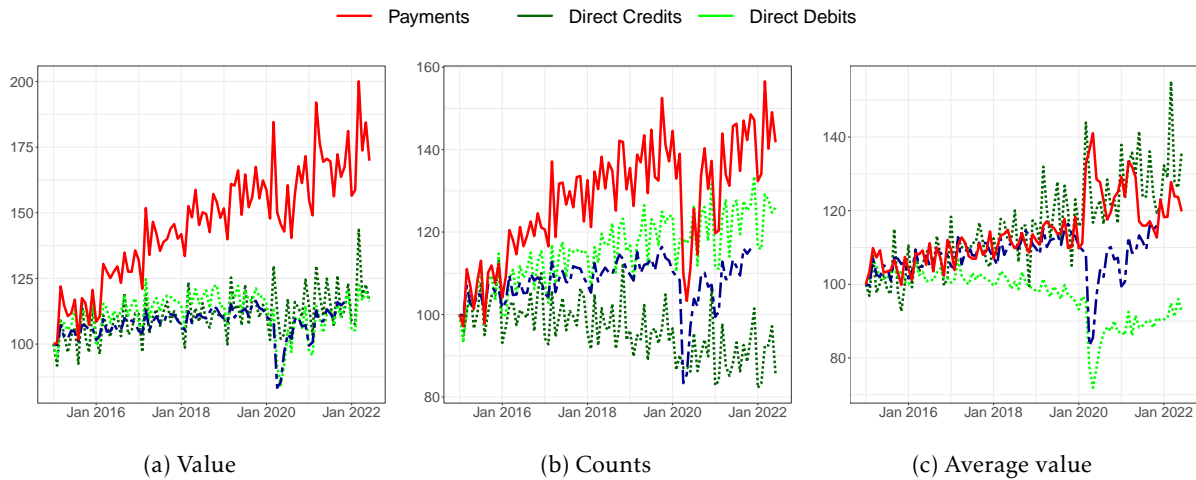 Payments Direct Credits Direct Debits
200
175
150
125
100
Jan 2016 Jan 2018 Jan 2020 Jan 2022
(a) Value
160
140
120
100
80
Jan 2016 Jan 2018 Jan 2020 Jan 2022
(b) Counts
140
120
100
80
Jan 2016 Jan 2018 Jan 2020 Jan 2022
(c) Average value